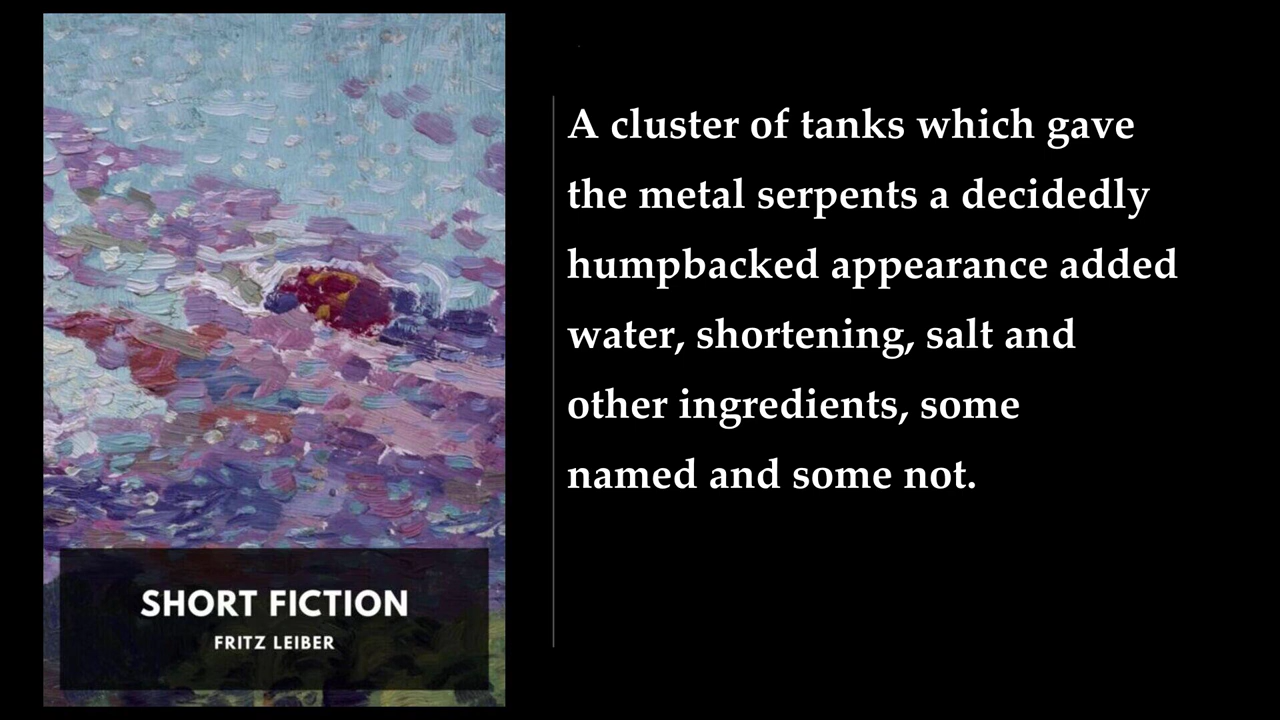 A cluster of tanks which gave
the metal serpents a decidedly
humpbacked appearance added
water, shortening, salt and
other ingredients, some
named and some not.
SHORT FICTION
FRITZ LEIBER